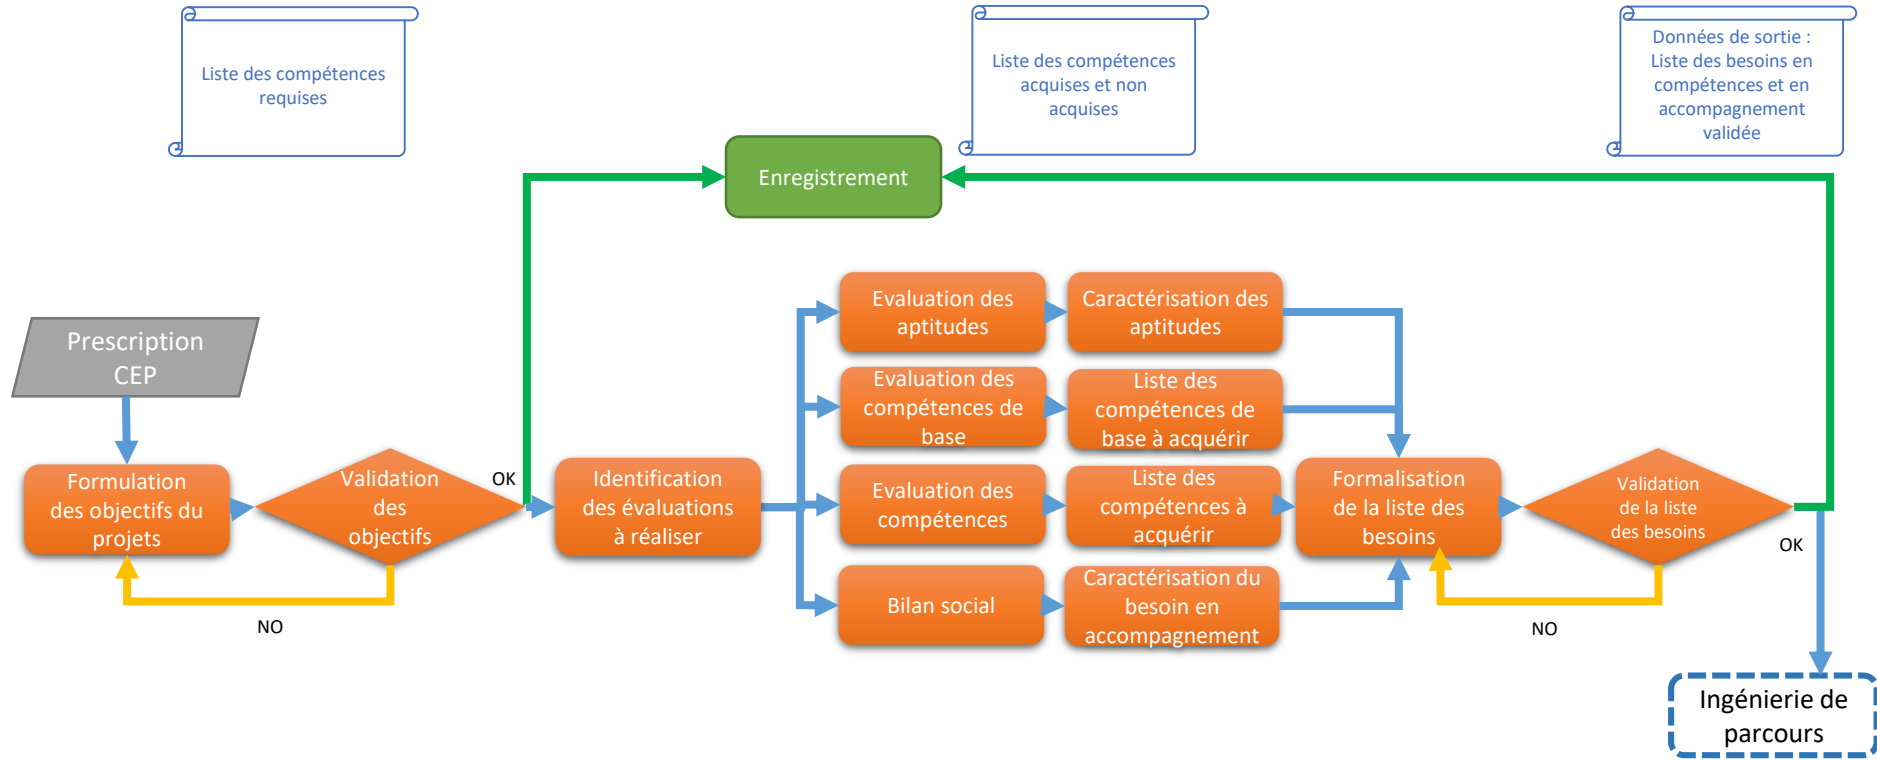 Liste des compétences
requises
Liste des compétences
acquises et non
acquises
Données de sortie :
Liste des besoins en
compétences et en
accompagnement
validée
Enregistrement
Prescription
CEP
Formulation
des objectifs du
projets
Validation
des
objectifs
OK
NO
Identification
des évaluations
à réaliser
Evaluation des
aptitudes
Caractérisation des
aptitudes
Evaluation des
compétences de
base
Liste des
compétences de
base à acquérir
Evaluation des
compétences
Liste des
compétences à
acquérir
Bilan social
Caractérisation du
besoin en
accompagnement
Formalisation
de la liste des
besoins
Validation
de la liste
des besoins
OK
NO
Ingénierie de
parcours